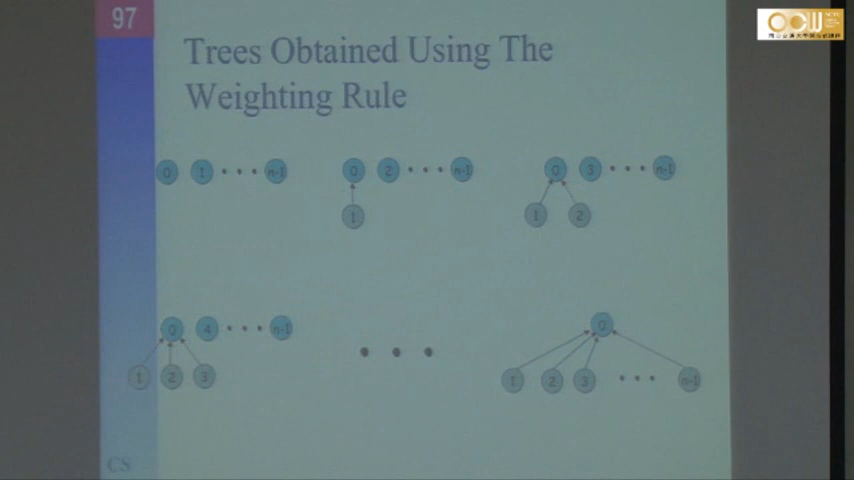 97
OCW
Trees Obtained Using The
Weighting Rule
0 1 • • • n-1
0 2 • • • n-1
1
0 3 • • • n-1
1 2
0 4 • • • n-1
1 2 3
• • •
0
1 2 3 • • • n-1
CS